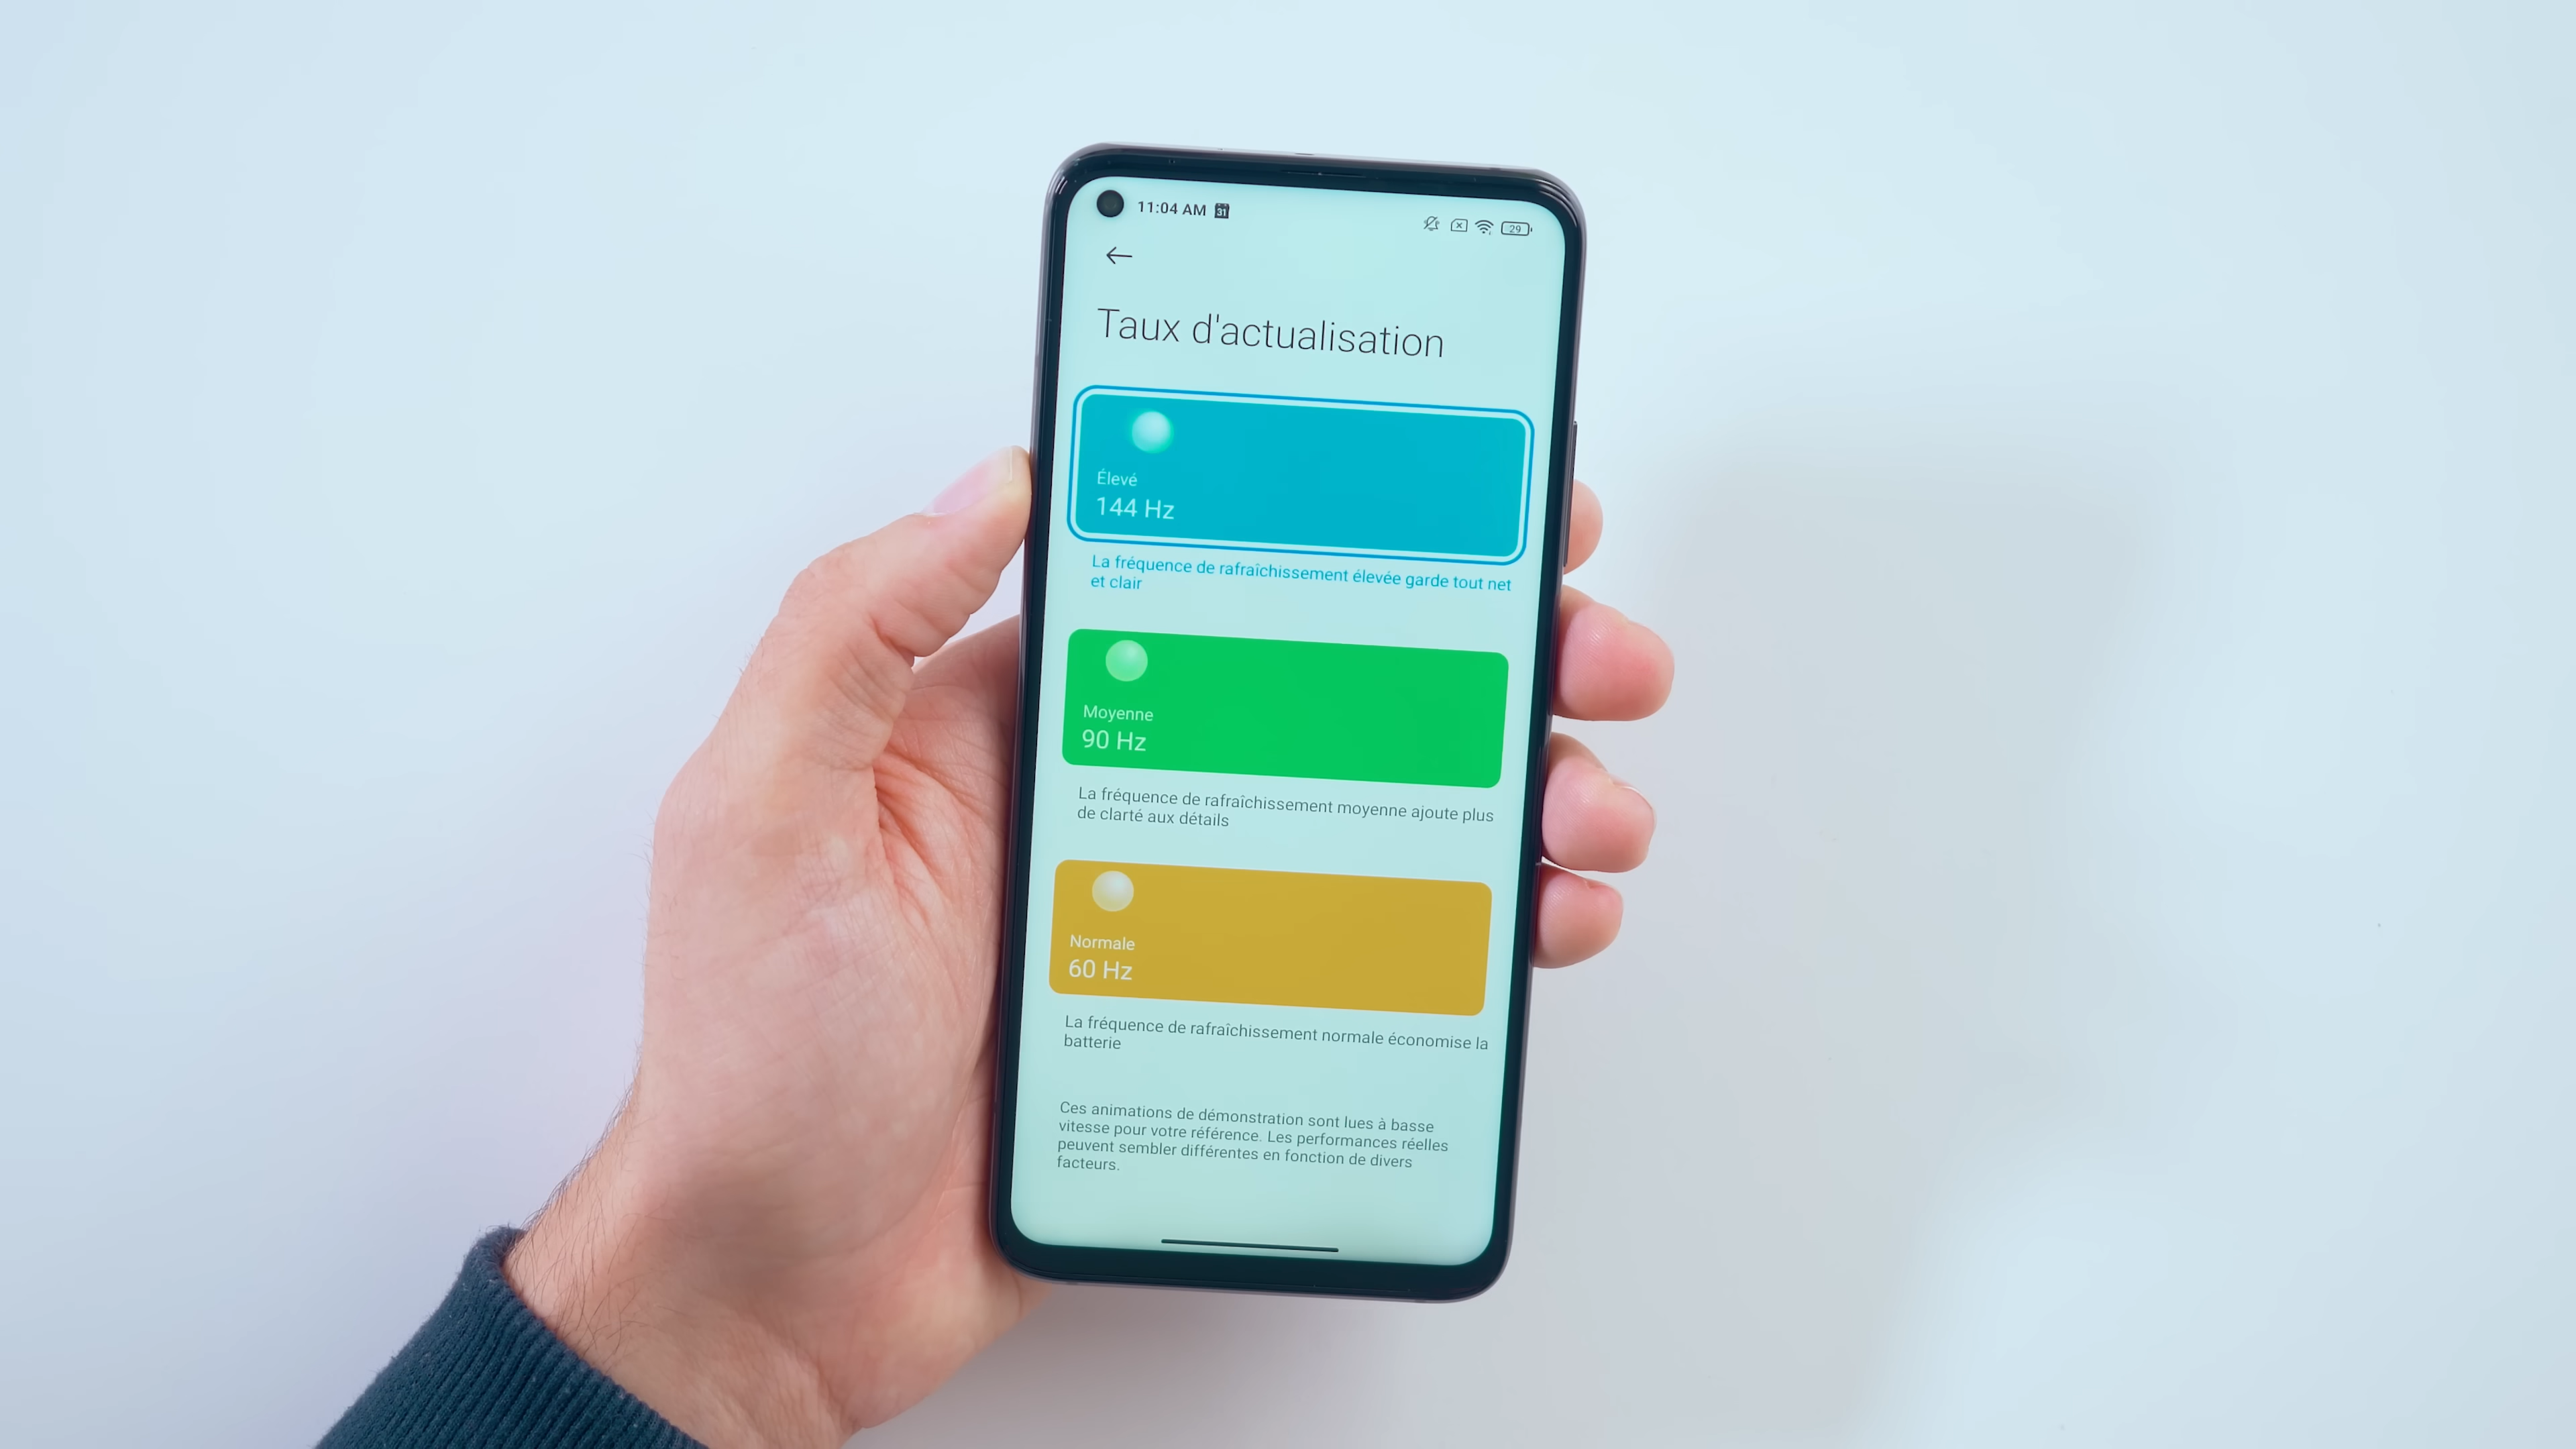 11:04 AM 31
29
Taux d'actualisation
Élevé
144 Hz
La fréquence de rafraîchissement élevée garde tout net
et clair
Moyenne
90 Hz
La fréquence de rafraîchissement moyenne ajoute plus
de clarté aux détails
Normale
60 Hz
La fréquence de rafraîchissement normale économise la
batterie
Ces animations de démonstration sont lues à basse
vitesse pour votre référence. Les performances réelles
peuvent sembler différentes en fonction de divers
facteurs.